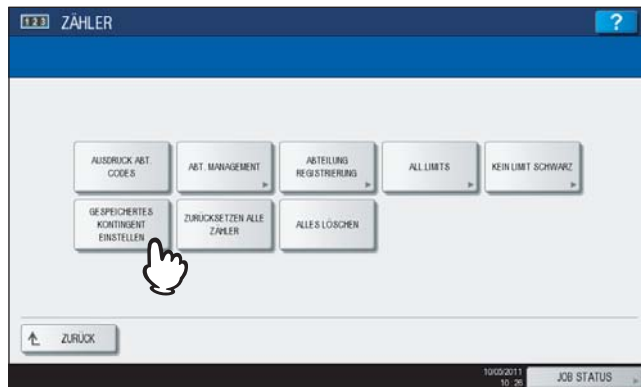 123 ZÄHLER ?
AUSDRUCK ABT.
CODES
ABT. MANAGEMENT
ABTEILUNG
REGISTRIERUNG
ALL LIMITS
KEIN LIMIT SCHWARZ
GESPEICHERTES
KONTINGENT
EINSTELLEN
ZURÜCKSETZEN ALLE
ZÄHLER
ALLES LÖSCHEN
ZURÜCK
10/03/2011
10:26
JOB STATUS